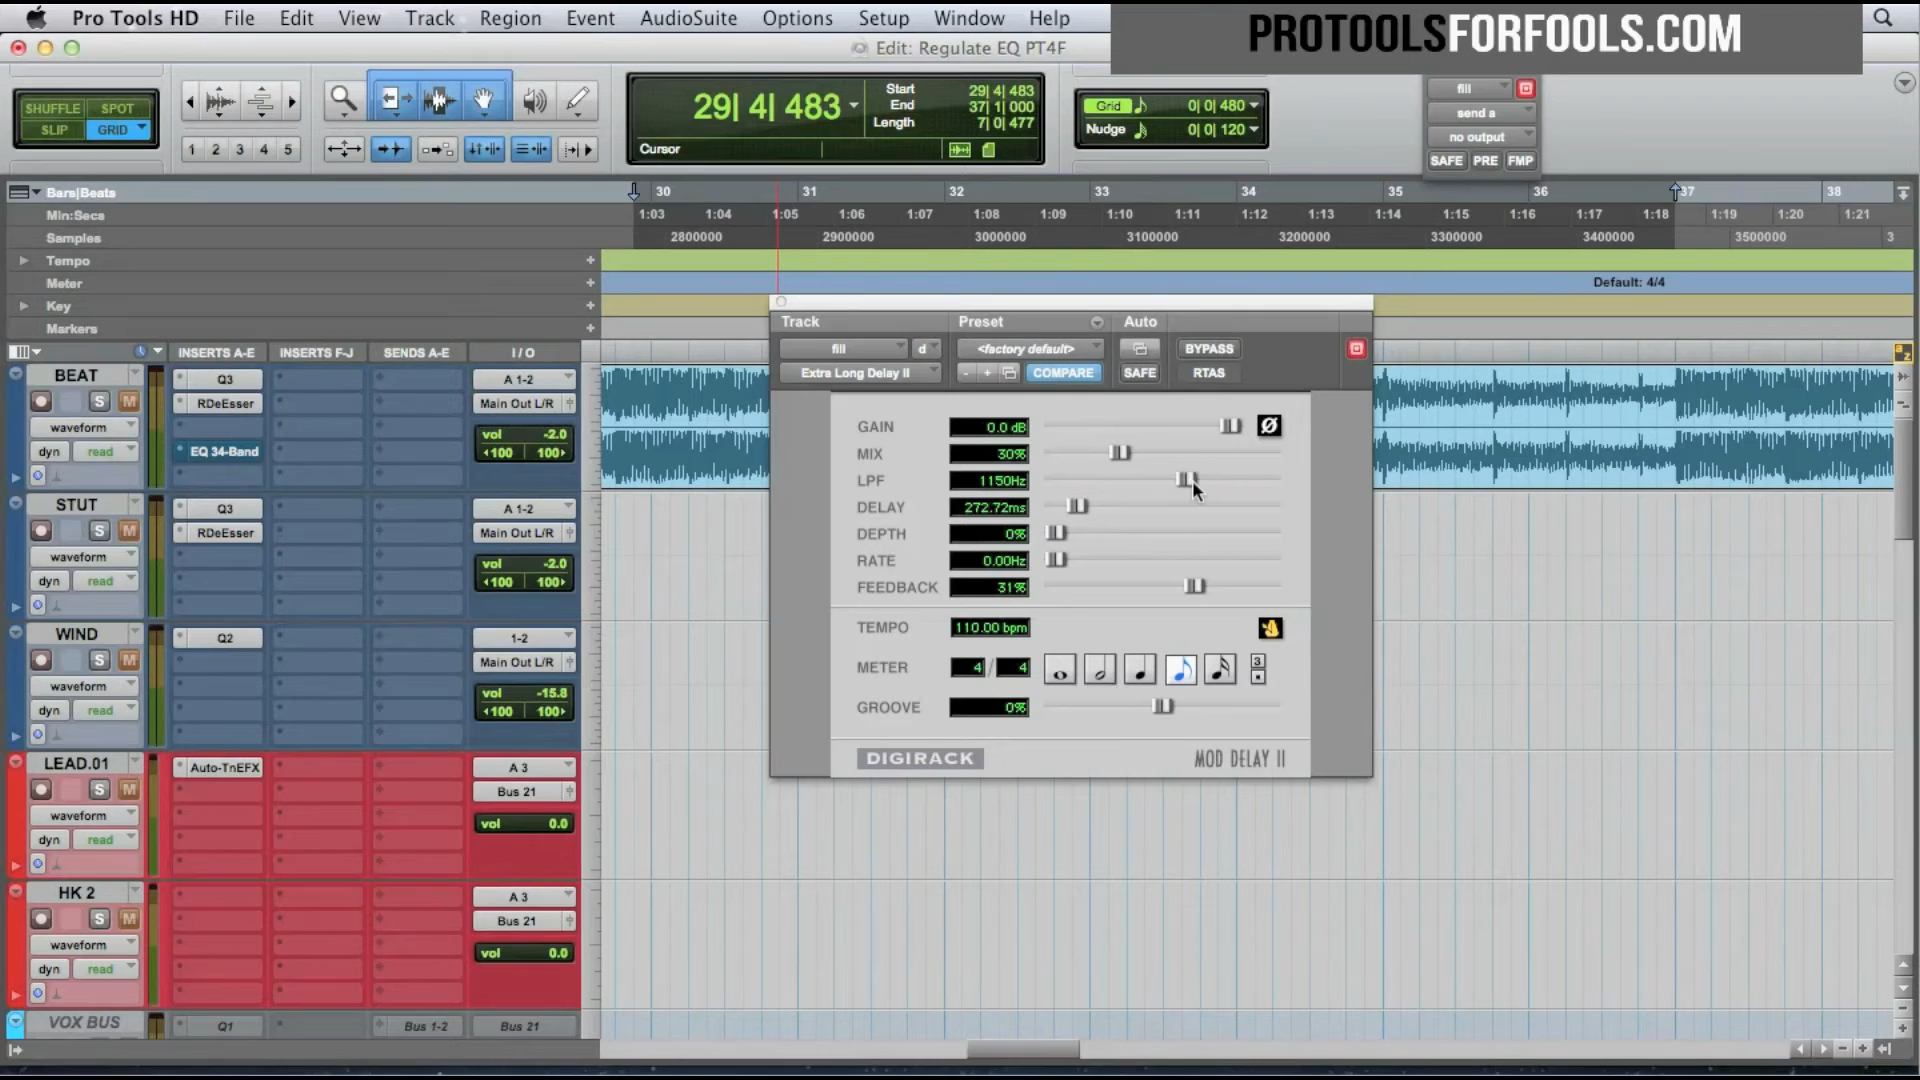 Pro Tools HD File Edit View Track Region Event AudioSuite Options Setup Window Help
PROTOOLSFORFOOLS.COM
Edit: Regulate EQ PT4F
SHUFFLE SPOT
SLIP GRID
1 2 3 4 5
29| 4| 483
Start 29| 4| 483
End 37| 1| 000
Length 7| 0| 477
Cursor
Grid 0| 0| 480
Nudge 0| 0| 120
fill
send a
no output
SAFE PRE FMP
Bars|Beats 30 31 32 33 34 35 36 37 38
Min:Secs 1:03 1:04 1:05 1:06 1:07 1:08 1:09 1:10 1:11 1:12 1:13 1:14 1:15 1:16 1:17 1:18 1:19 1:20 1:21
Samples 2800000 2900000 3000000 3100000 3200000 3300000 3400000 3500000 3
Tempo
Meter Default: 4/4
Key
Markers
INSERTS A-E INSERTS F-J SENDS A-E I / O
BEAT Q3 A 1-2
S M RDeEsser Main Out L/R
waveform vol -2.0
dyn read EQ 34-Band 100 100
STUT Q3 A 1-2
S M RDeEsser Main Out L/R
waveform vol -2.0
dyn read 100 100
WIND Q2 1-2
S M Main Out L/R
waveform vol -15.8
dyn read 100 100
LEAD.01 Auto-TnEFX A 3
S M Bus 21
waveform vol 0.0
dyn read
HK 2 A 3
S M Bus 21
waveform vol 0.0
dyn read
VOX BUS Q1 Bus 1-2 Bus 21
Track Preset Auto
fill d <factory default> BYPASS
Extra Long Delay II - + COMPARE SAFE RTAS
GAIN 0.0 dB Ø
MIX 30%
LPF 1150Hz
DELAY 272.72ms
DEPTH 0%
RATE 0.00Hz
FEEDBACK 31%
TEMPO 110.00 bpm
METER 4 / 4 3
GROOVE 0%
DIGIRACK MOD DELAY II